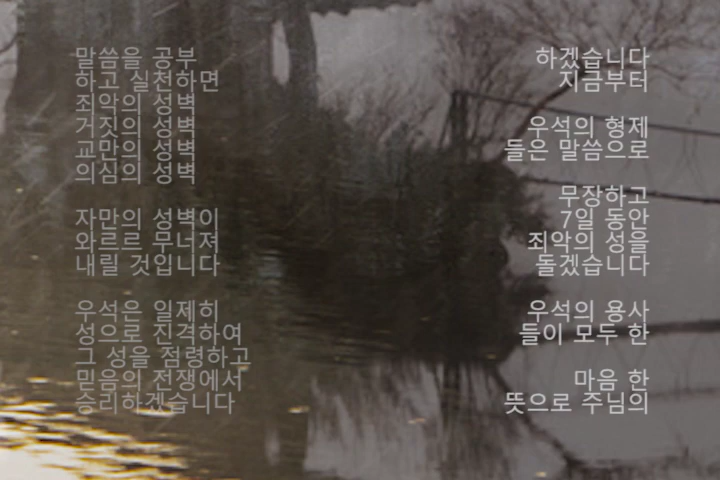 말씀을 공부
하고 실천하면
죄악의 성벽
거짓의 성벽
교만의 성벽
의심의 성벽
자만의 성벽이
와르르 무너져
내릴 것입니다
우석은 일제히
성으로 진격하여
그 성을 점령하고
믿음의 전쟁에서
승리하겠습니다
하겠습니다
지금부터
우석의 형제
들은 말씀으로
무장하고
7일 동안
죄악의 성을
돌겠습니다
우석의 용사
들이 모두 한
마음 한
뜻으로 주님의